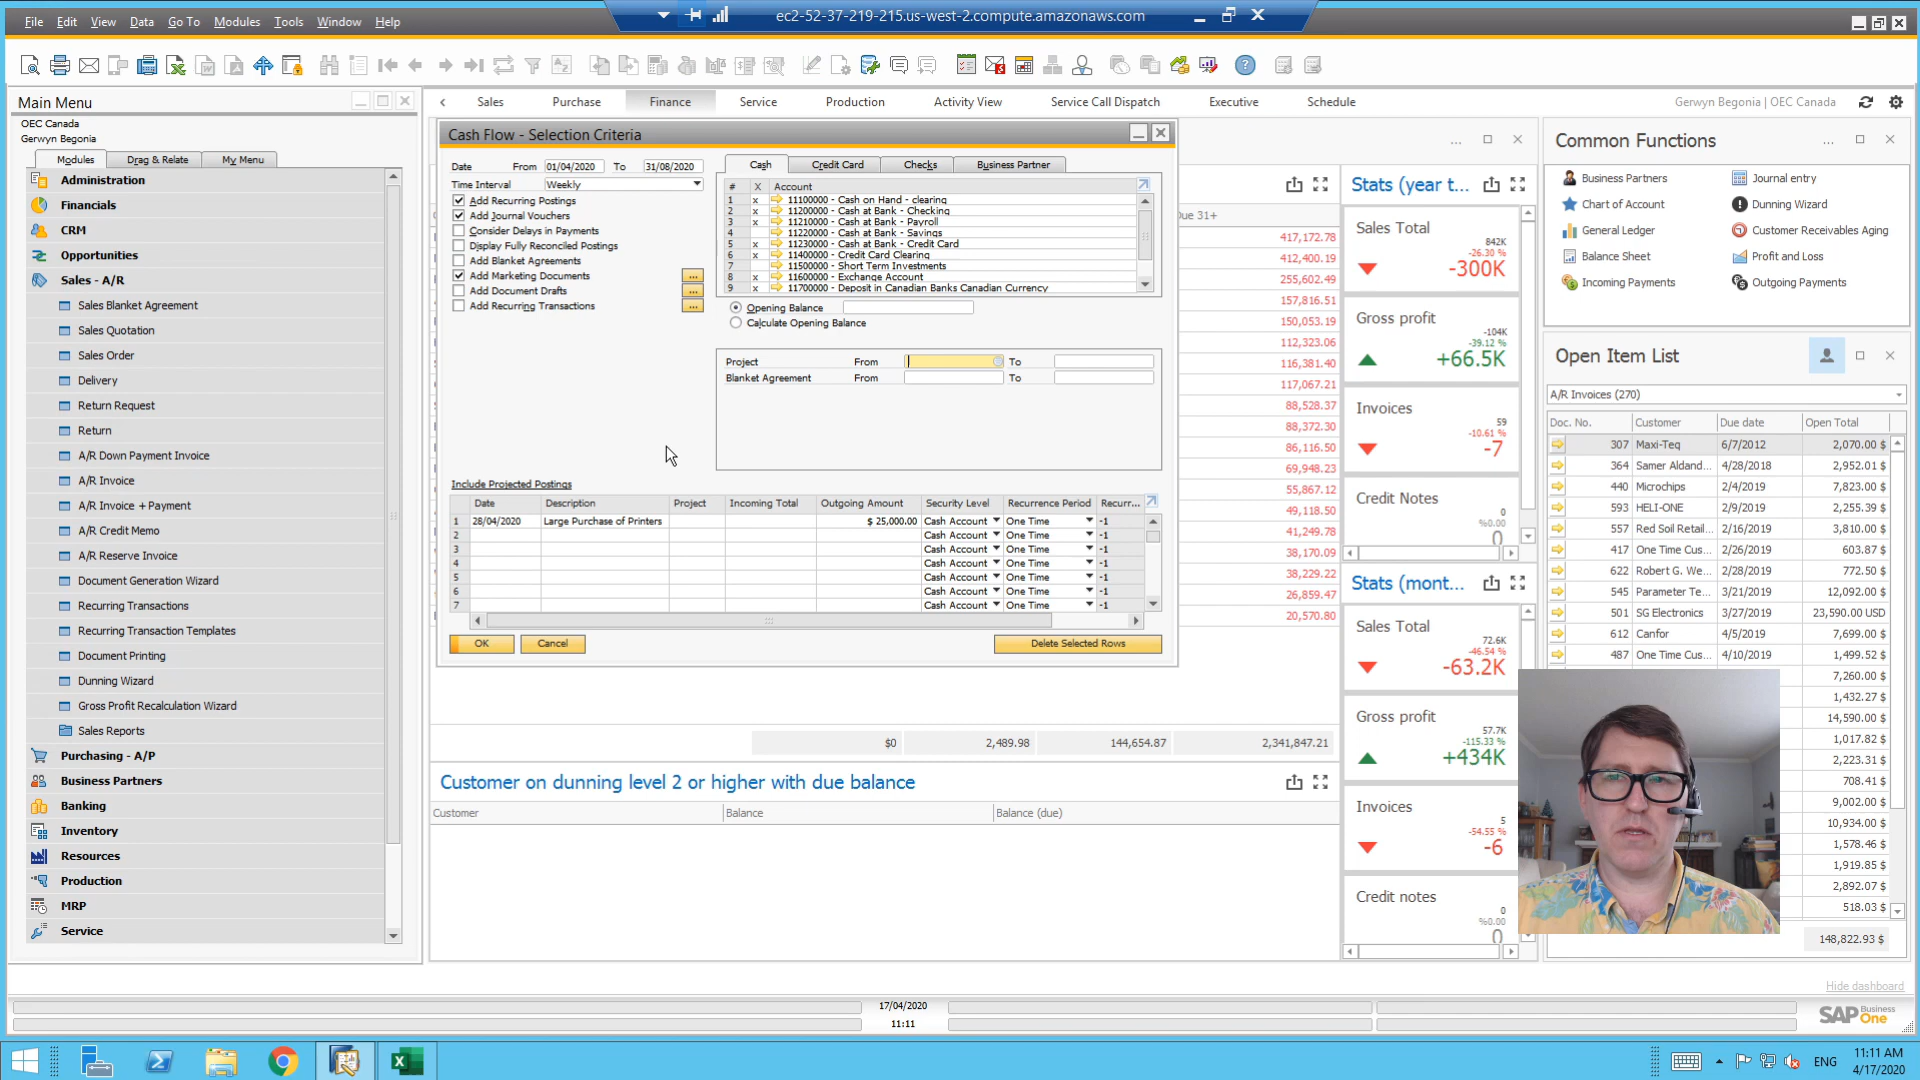 File Edit View Data Go To Modules Tools Window Help
ec2-52-37-219-215.us-west-2.compute.amazonaws.com
Main Menu
OEC Canada
Gerwyn Begonia
Modules Drag & Relate My Menu
Administration
Financials
CRM
Opportunities
Sales - A/R
Sales Blanket Agreement
Sales Quotation
Sales Order
Delivery
Return Request
Return
A/R Down Payment Invoice
A/R Invoice
A/R Invoice + Payment
A/R Credit Memo
A/R Reserve Invoice
Document Generation Wizard
Recurring Transactions
Recurring Transaction Templates
Document Printing
Dunning Wizard
Gross Profit Recalculation Wizard
Sales Reports
Purchasing - A/P
Business Partners
Banking
Inventory
Resources
Production
MRP
Service
Sales Purchase Finance Service Production Activity View Service Call Dispatch Executive Schedule
Gerwyn Begonia | OEC Canada
Cash Flow - Selection Criteria
Date From 01/04/2020 To 31/08/2020
Time Interval Weekly
Add Recurring Postings
Add Journal Vouchers
Consider Delays in Payments
Display Fully Reconciled Postings
Add Blanket Agreements
Add Marketing Documents ...
Add Document Drafts ...
Add Recurring Transactions ...
Cash Credit Card Checks Business Partner
# X Account
1 x 11100000 - Cash on Hand - clearing
2 x 11200000 - Cash at Bank - Checking
3 x 11210000 - Cash at Bank - Payroll
4 11220000 - Cash at Bank - Savings
5 x 11230000 - Cash at Bank - Credit Card
6 x 11400000 - Credit Card Clearing
7 11500000 - Short Term Investments
8 x 11600000 - Exchange Account
9 x 11700000 - Deposit in Canadian Banks Canadian Currency
Opening Balance
Calculate Opening Balance
Project From To
Blanket Agreement From To
Include Projected Postings
Date Description Project Incoming Total Outgoing Amount Security Level Recurrence Period Recurr...
1 28/04/2020 Large Purchase of Printers $ 25,000.00 Cash Account One Time -1
2 Cash Account One Time -1
3 Cash Account One Time -1
4 Cash Account One Time -1
5 Cash Account One Time -1
6 Cash Account One Time -1
7 Cash Account One Time -1
OK Cancel Delete Selected Rows
Due 31+
417,172.78
412,400.19
255,602.49
157,816.51
150,053.19
112,323.06
116,381.40
117,067.21
88,528.37
88,372.30
86,116.50
69,948.23
55,867.12
49,118.50
41,249.78
38,170.09
38,229.22
26,859.47
20,570.80
$0 2,489.98 144,654.87 2,341,847.21
Customer on dunning level 2 or higher with due balance
Customer Balance Balance (due)
Stats (year t...
Sales Total
842K
-26.30 %
-300K
Gross profit
-104K
-39.12 %
+66.5K
Invoices
59
-10.61 %
-7
Credit Notes
0
%0.00
0
Stats (mont...
Sales Total
72.6K
-46.54 %
-63.2K
Gross profit
57.7K
-115.33 %
+434K
Invoices
5
-54.55 %
-6
Credit notes
0
%0.00
0
Common Functions ...
Business Partners Journal entry
Chart of Account Dunning Wizard
General Ledger Customer Receivables Aging
Balance Sheet Profit and Loss
Incoming Payments Outgoing Payments
Open Item List
A/R Invoices (270)
Doc. No. Customer Due date Open Total
307 Maxi-Teq 6/7/2012 2,070.00 $
364 Samer Aldand... 4/28/2018 2,952.01 $
440 Microchips 2/4/2019 7,823.00 $
593 HELI-ONE 2/9/2019 2,255.39 $
557 Red Soil Retail... 2/16/2019 3,810.00 $
417 One Time Cus... 2/26/2019 603.87 $
622 Robert G. We... 2/28/2019 772.50 $
545 Parameter Te... 3/21/2019 12,092.00 $
501 SG Electronics 3/27/2019 23,590.00 USD
612 Canfor 4/5/2019 7,699.00 $
487 One Time Cus... 4/10/2019 1,499.52 $
7,260.00 $
1,432.27 $
14,590.00 $
1,017.82 $
2,223.31 $
708.41 $
9,002.00 $
10,934.00 $
1,578.46 $
1,919.85 $
2,892.07 $
518.03 $
148,822.93 $
Hide dashboard
17/04/2020
11:11
SAP Business One
ENG
11:11 AM
4/17/2020